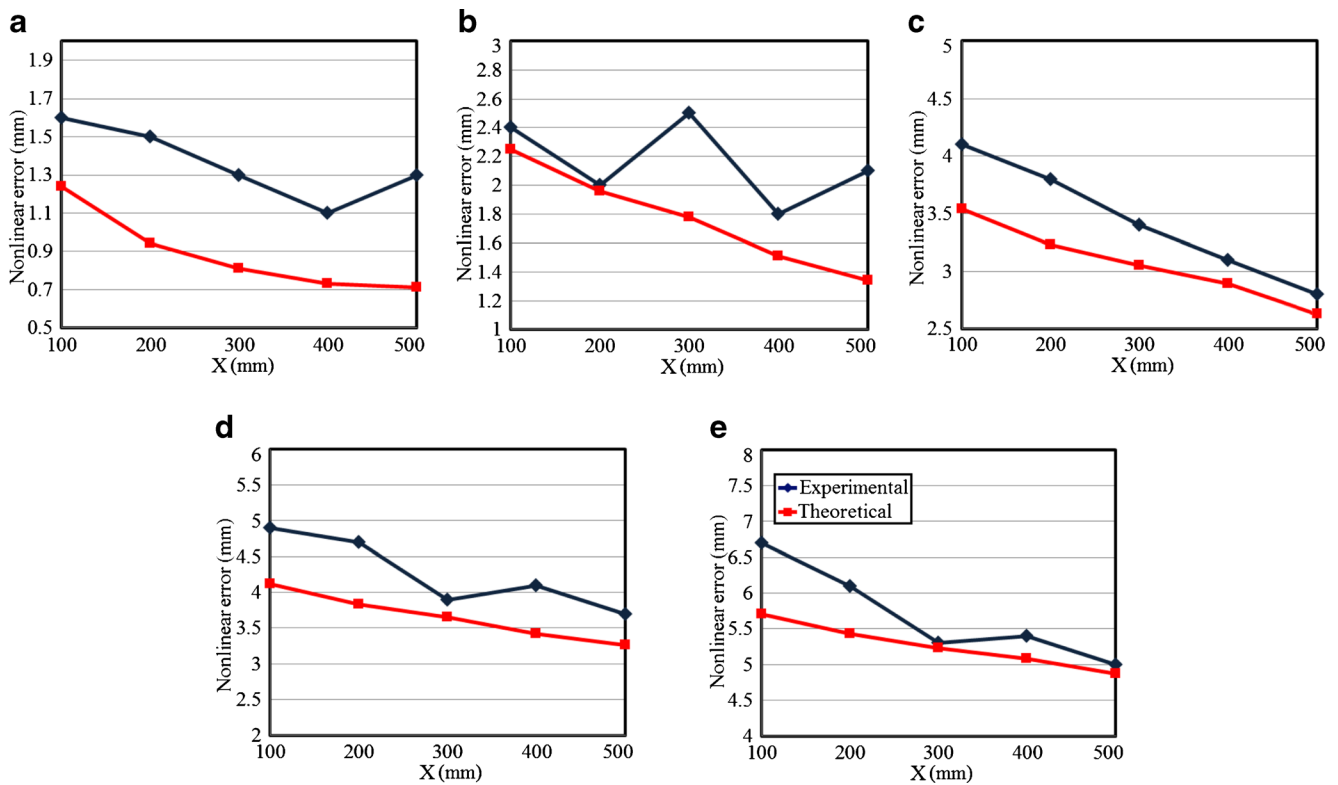 a
Nonlinear error (mm)
1.9
1.7
1.5
1.3
1.1
0.9
0.7
0.5
100 200 300 400 500
X (mm)
b
Nonlinear error (mm)
3
2.8
2.6
2.4
2.2
2
1.8
1.6
1.4
1.2
1
100 200 300 400 500
X (mm)
c
Nonlinear error (mm)
5
4.5
4
3.5
3
2.5
100 200 300 400 500
X (mm)
d
Nonlinear error (mm)
6
5.5
5
4.5
4
3.5
3
2.5
2
100 200 300 400 500
X (mm)
e
Nonlinear error (mm)
8
7.5
7
6.5
6
5.5
5
4.5
4
Experimental
Theoretical
100 200 300 400 500
X (mm)